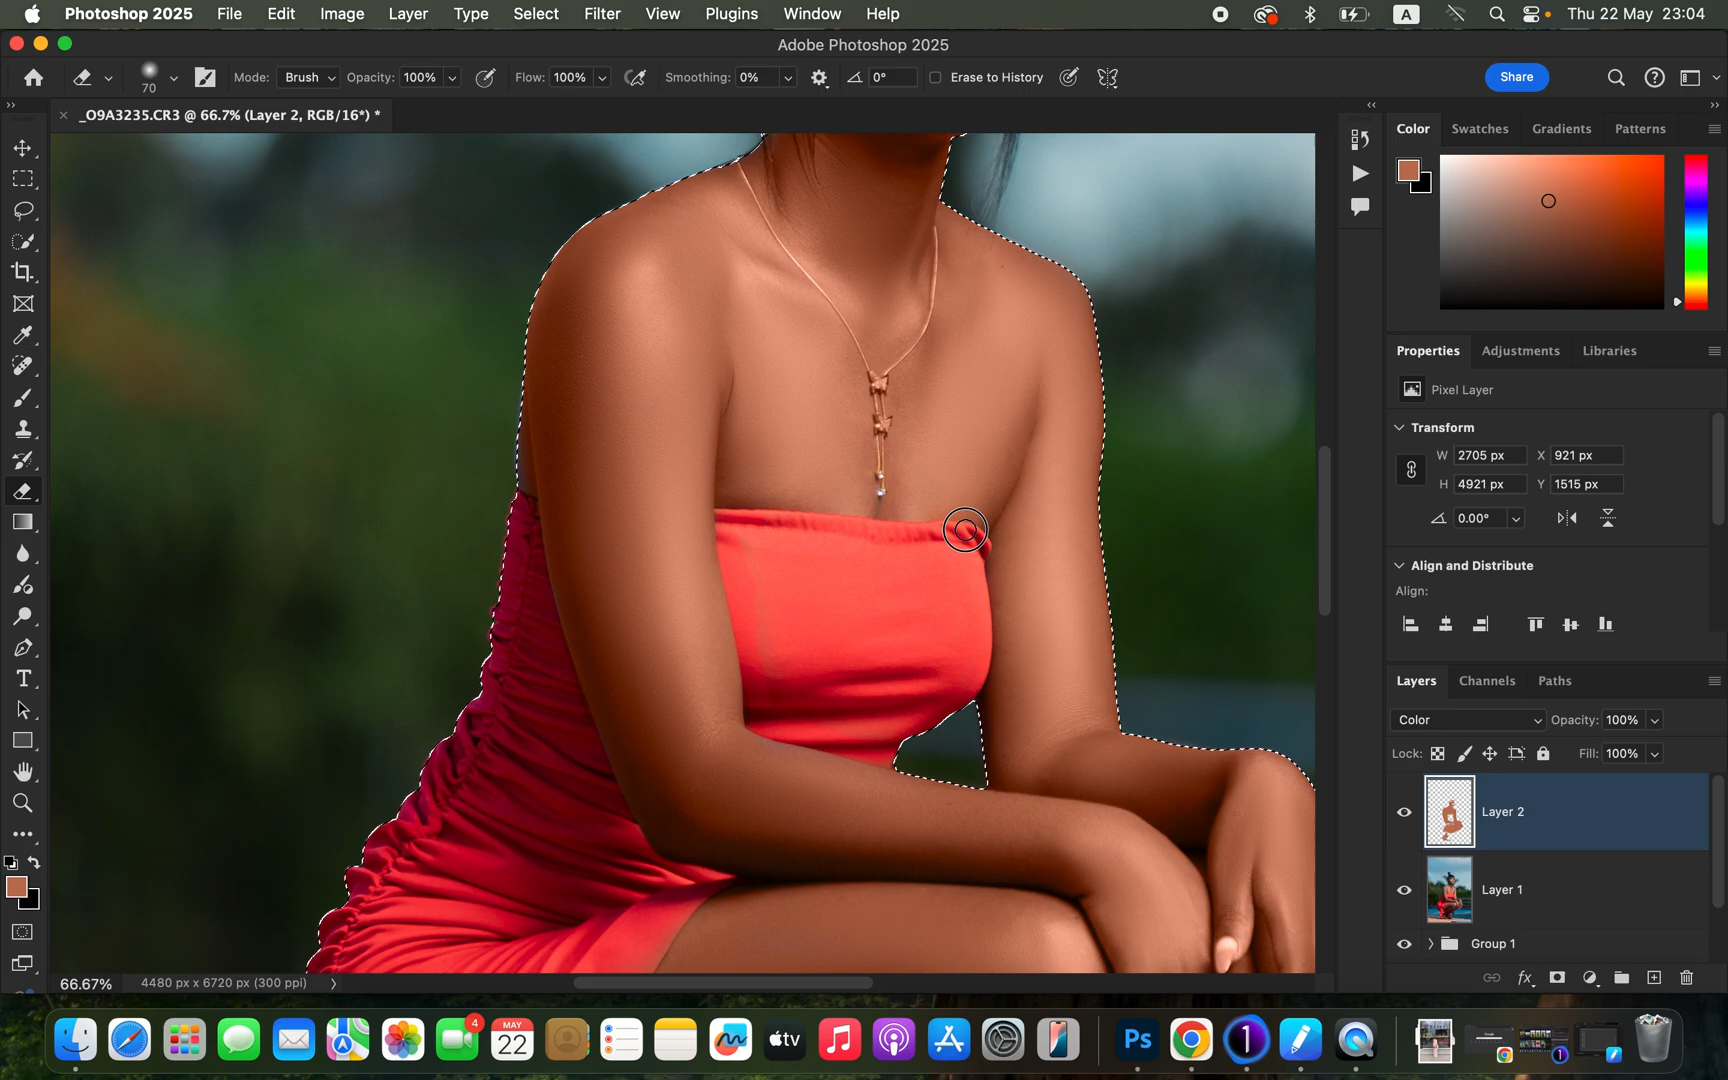 Photoshop 2025 File Edit Image Layer Type Select Filter View Plugins Window Help A Thu 22 May 23:04
Adobe Photoshop 2025
70 Mode: Brush Opacity: 100% Flow: 100% Smoothing: 0% 0° Erase to History Share
_O9A3235.CR3 @ 66.7% (Layer 2, RGB/16*) *
Color Swatches Gradients Patterns
Properties Adjustments Libraries
Pixel Layer
Transform
W 2705 px X 921 px
H 4921 px Y 1515 px
0.00°
Align and Distribute
Align:
Layers Channels Paths
Color Opacity: 100%
Lock: Fill: 100%
Layer 2
Layer 1
Group 1
fx
66.67% 4480 px x 6720 px (300 ppi)
4
MAY
22
tv
Ps
1